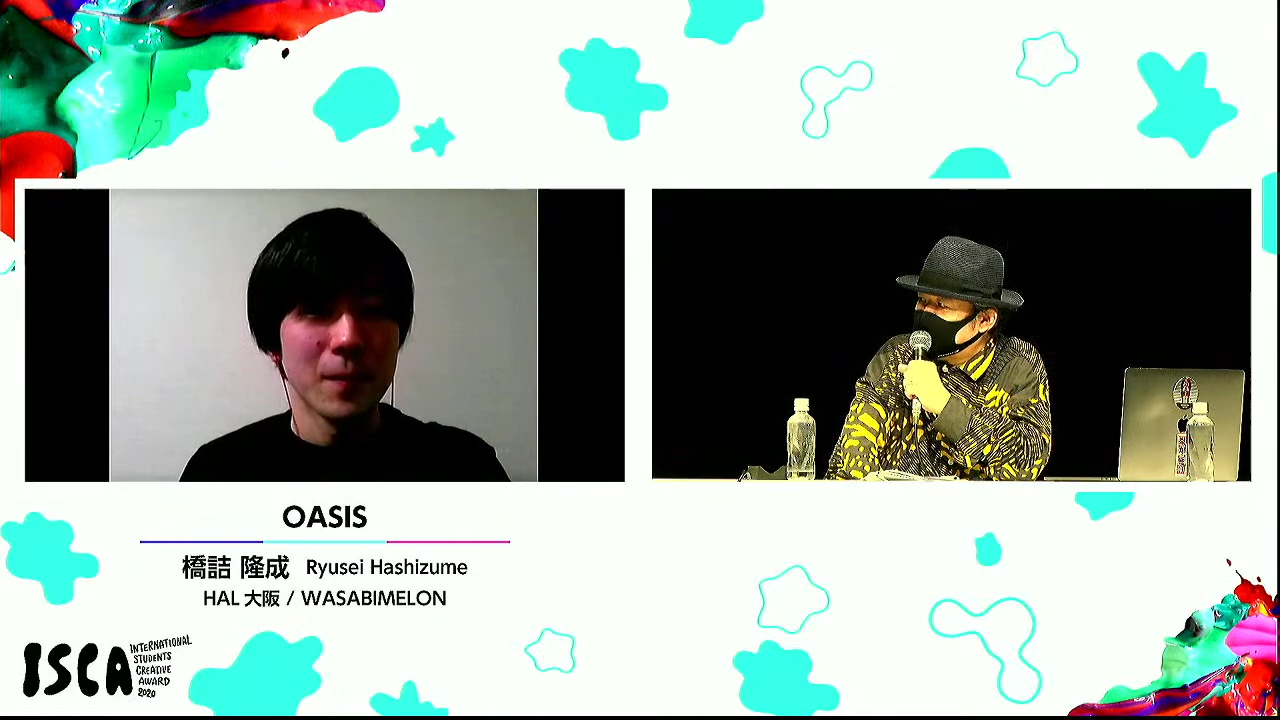 OASIS
橋詰 隆成 Ryusei Hashizume
HAL 大阪 / WASABIMELON
ISCA
INTERNATIONAL
STUDENTS
CREATIVE
AWARD
2020